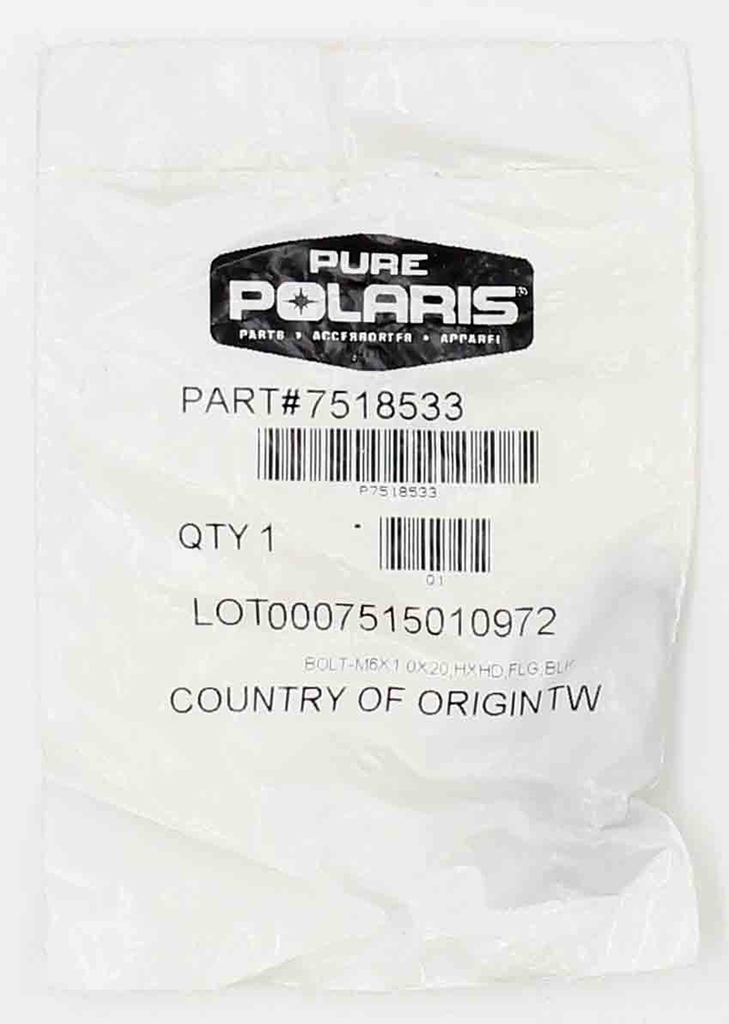 PURE
POLARIS
PARTS • ACCESSORIES • APPAREL
PART#7518533
P7518533
QTY 1
Q1
LOT0007515010972
BOLT-M6X1.0X20,HXHD,FLG,BLK
COUNTRY OF ORIGINTW